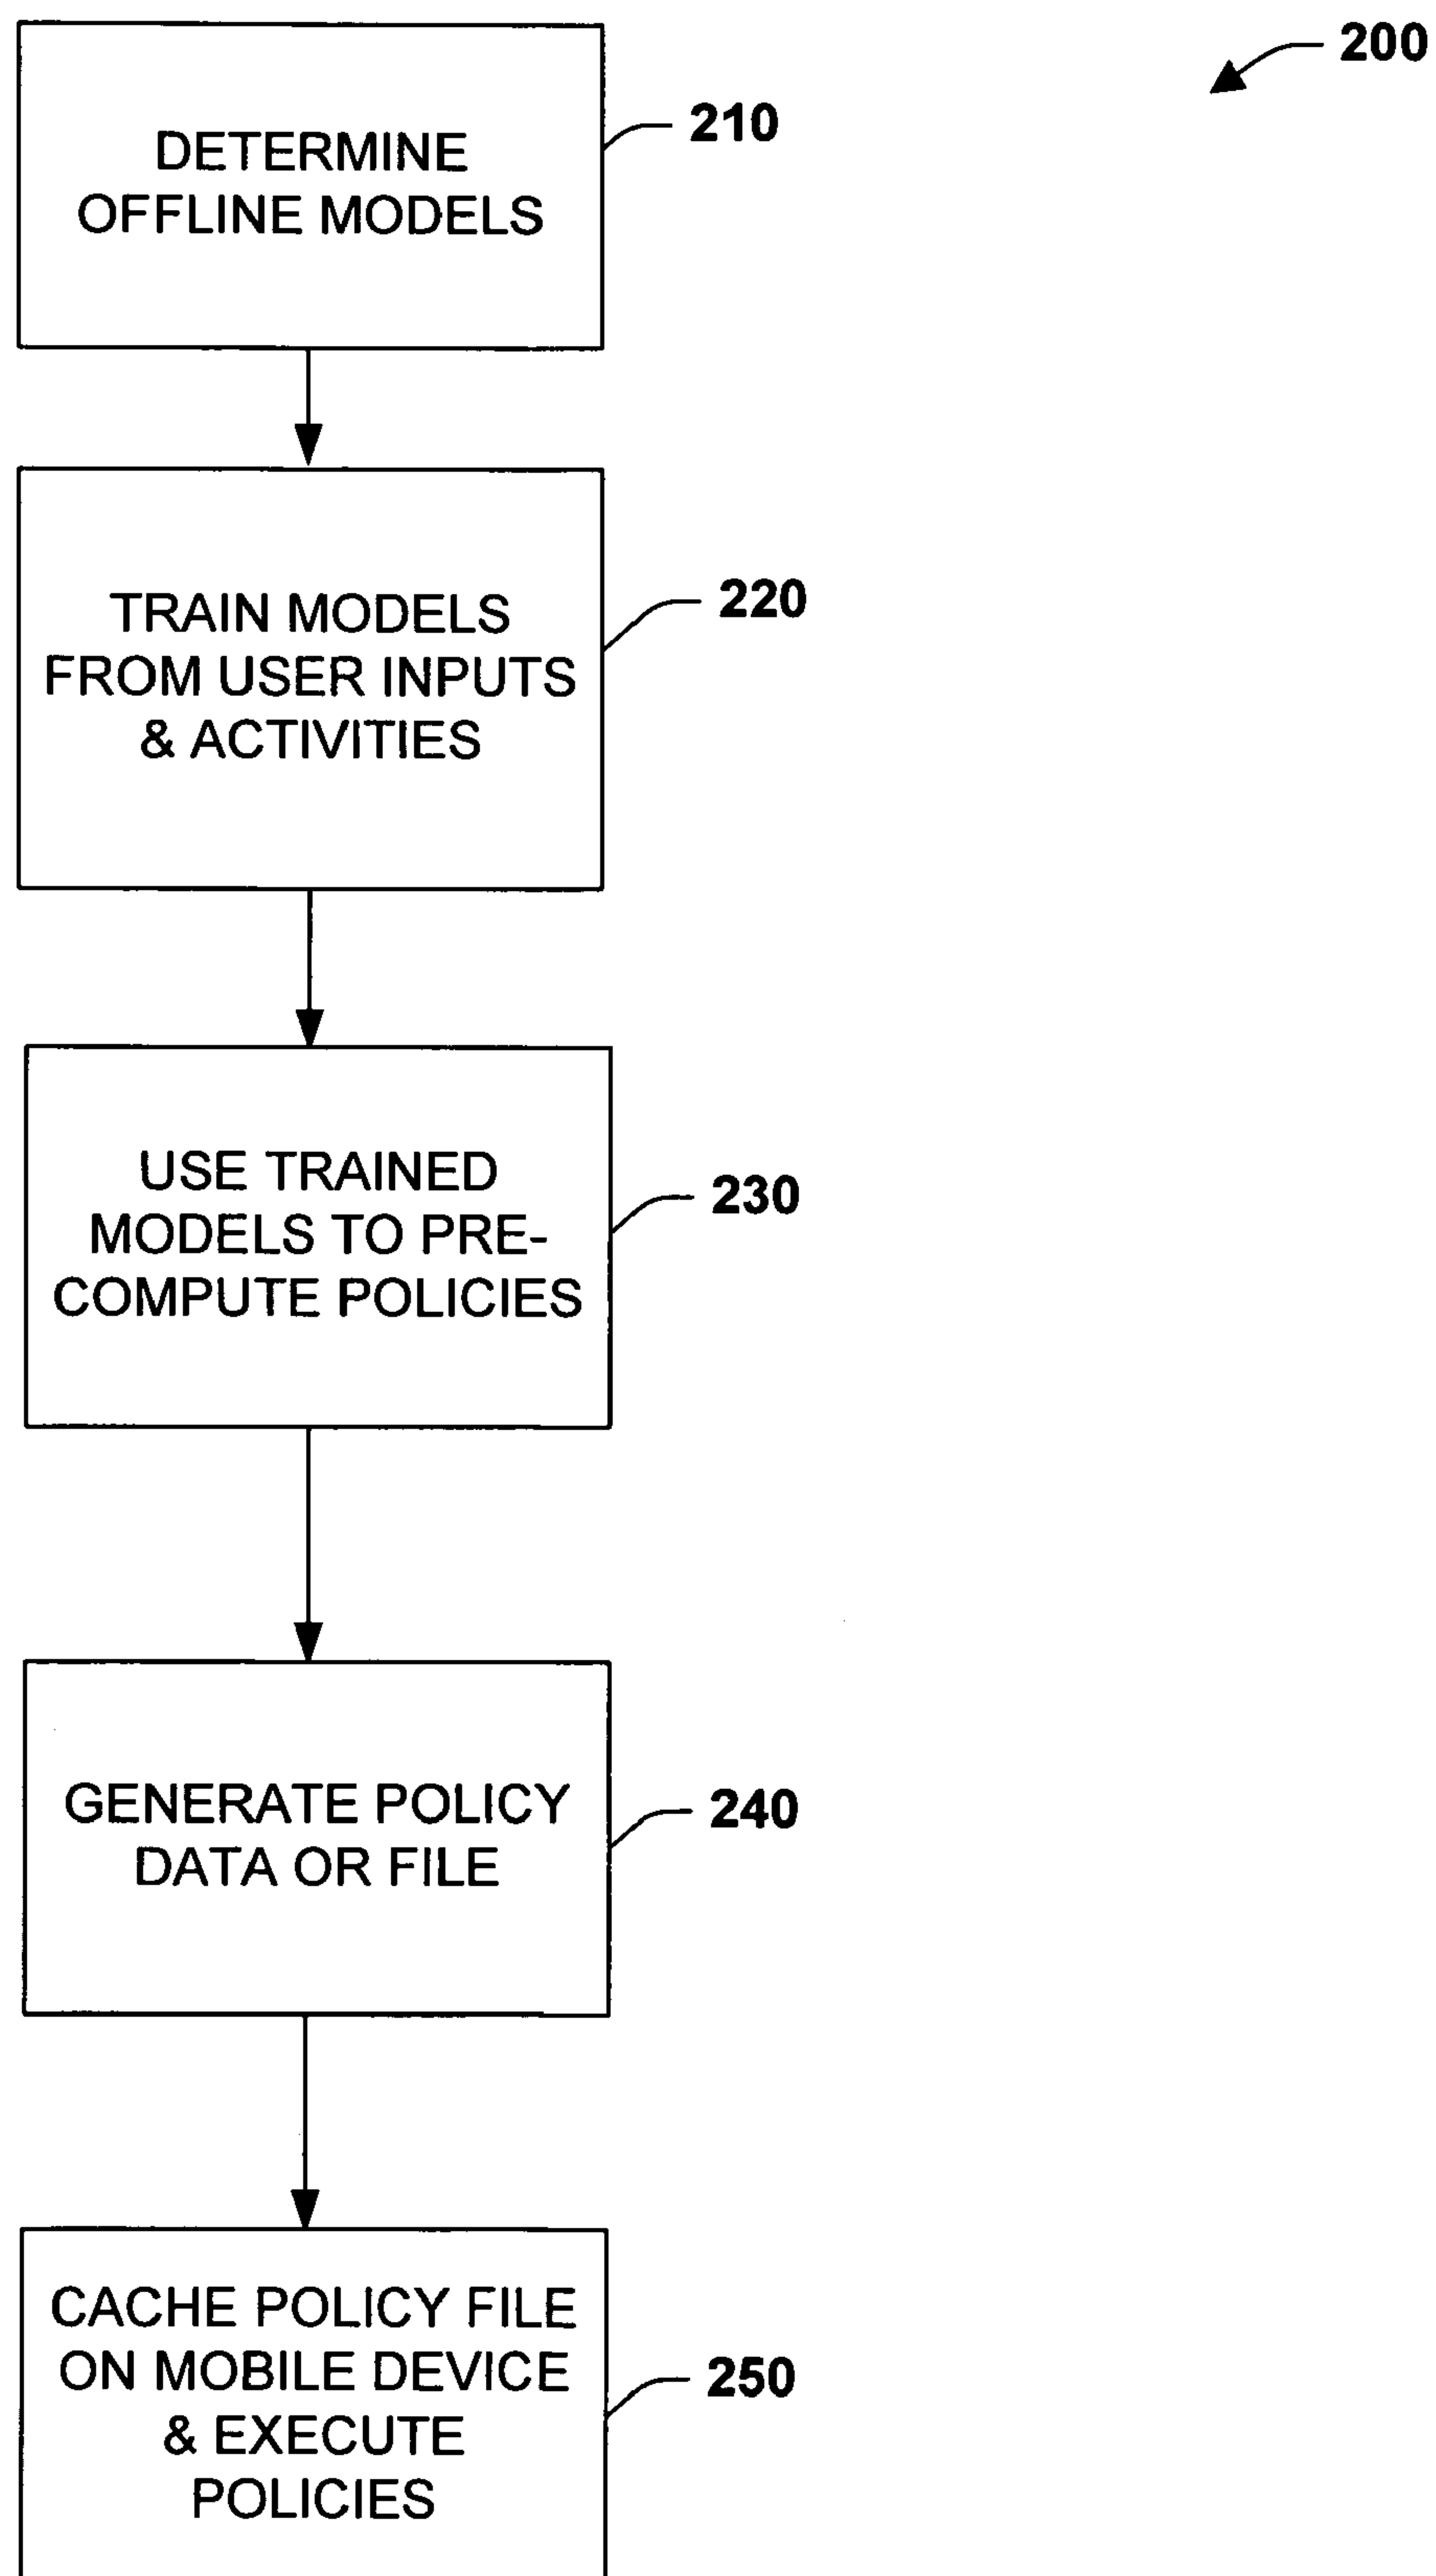 200
DETERMINE
OFFLINE MODELS
210
TRAIN MODELS
FROM USER INPUTS
& ACTIVITIES
220
USE TRAINED
MODELS TO PRE-
COMPUTE POLICIES
230
GENERATE POLICY
DATA OR FILE
240
CACHE POLICY FILE
ON MOBILE DEVICE
& EXECUTE
POLICIES
250